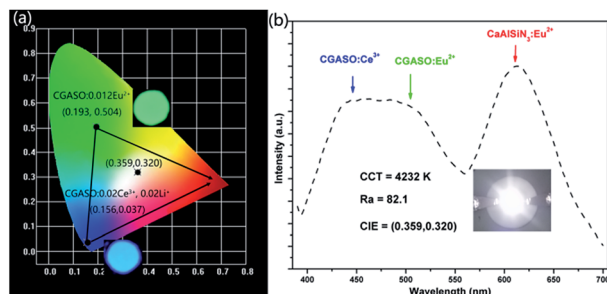 (a)
0.9
0.8
0.7
0.6
0.5
0.4
0.3
0.2
0.1
0.0
0.0 0.1 0.2 0.3 0.4 0.5 0.6 0.7 0.8
CGASO:0.012Eu²⁺
(0.193, 0.504)
(0.359,0.320)
CGASO:0.02Ce³⁺, 0.02Li⁺
(0.156,0.037)
(b)
CaAlSiN₃:Eu²⁺
CGASO:Ce³⁺
CGASO:Eu²⁺
Intensity (a.u.)
CCT = 4232 K
Ra = 82.1
CIE = (0.359,0.320)
400 450 500 550 600 650 700
Wavelength (nm)